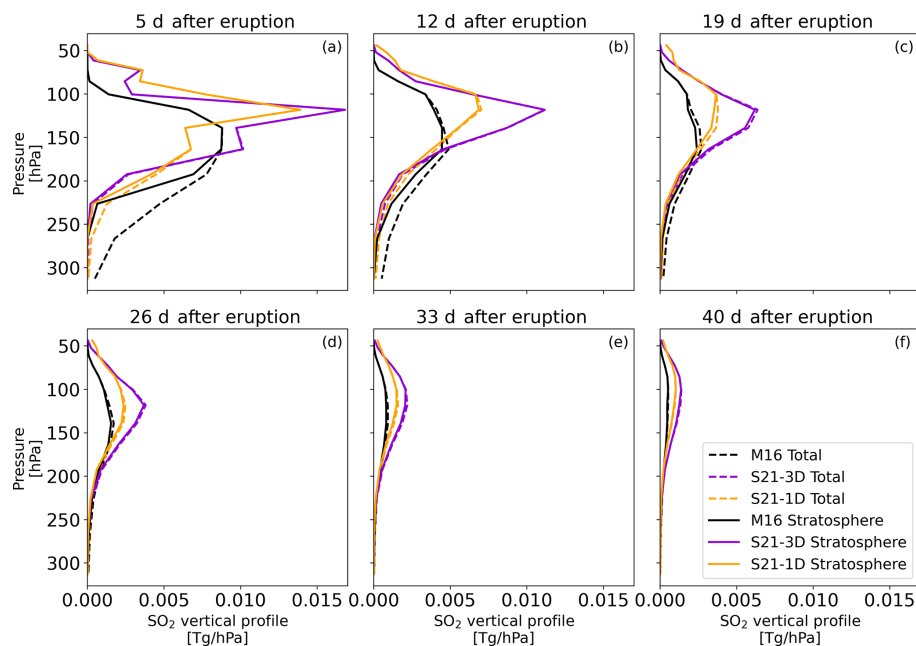 5 d after eruption
12 d after eruption
19 d after eruption
(a)
(b)
(c)
50
100
150
200
250
300
Pressure
[hPa]
26 d after eruption
33 d after eruption
40 d after eruption
(d)
(e)
(f)
50
100
150
200
250
300
Pressure
[hPa]
M16 Total
S21-3D Total
S21-1D Total
M16 Stratosphere
S21-3D Stratosphere
S21-1D Stratosphere
0.000 0.005 0.010 0.015
0.000 0.005 0.010 0.015
0.000 0.005 0.010 0.015
SO₂ vertical profile
[Tg/hPa]
SO₂ vertical profile
[Tg/hPa]
SO₂ vertical profile
[Tg/hPa]